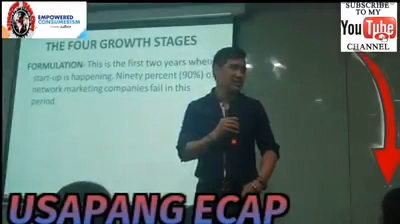 EMPOWERED
CONSUMERISM
SUBSCRIBE
TO MY
YouTube
CHANNEL
THE FOUR GROWTH STAGES
FORMULATION- This is the first two years when
start-up is happening. Ninety percent (90%) o
network marketing companies fail in this
period.
USAPANG ECAP